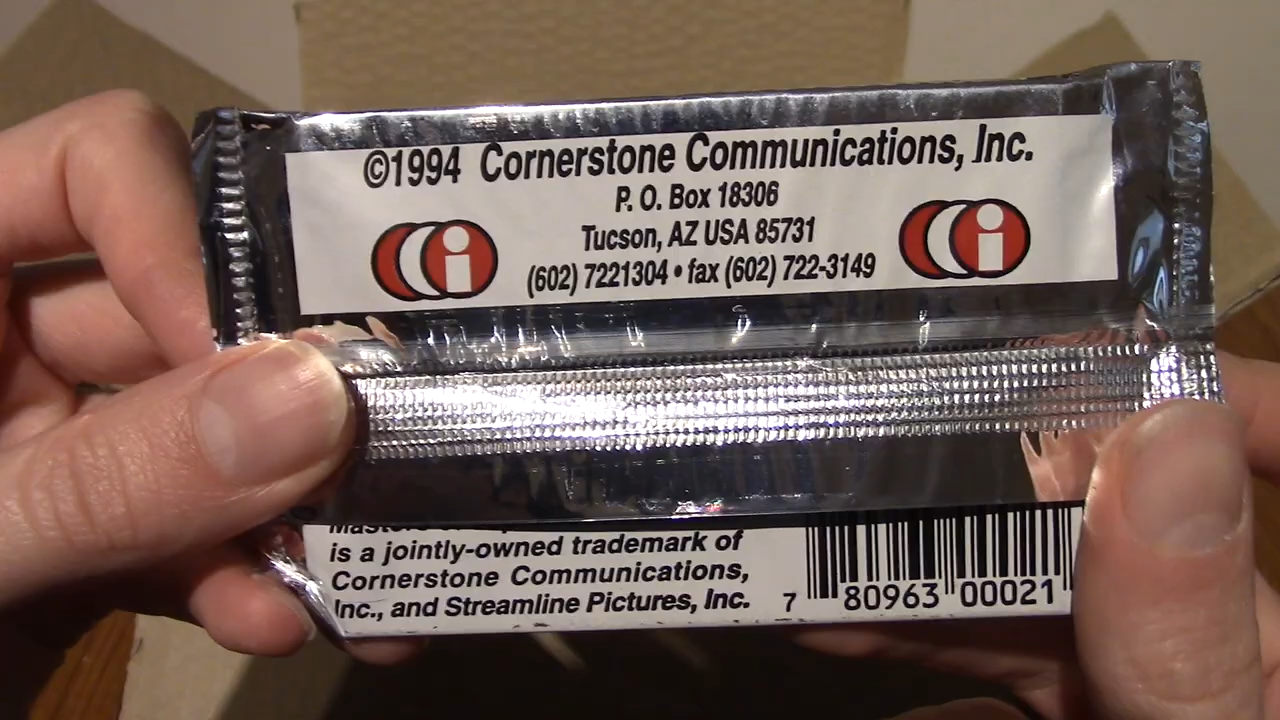 ©1994 Cornerstone Communications, Inc.
P. O. Box 18306
Tucson, AZ USA 85731
(602) 7221304 • fax (602) 722-3149
is a jointly-owned trademark of
Cornerstone Communications,
Inc., and Streamline Pictures, Inc.
7 80963 00021